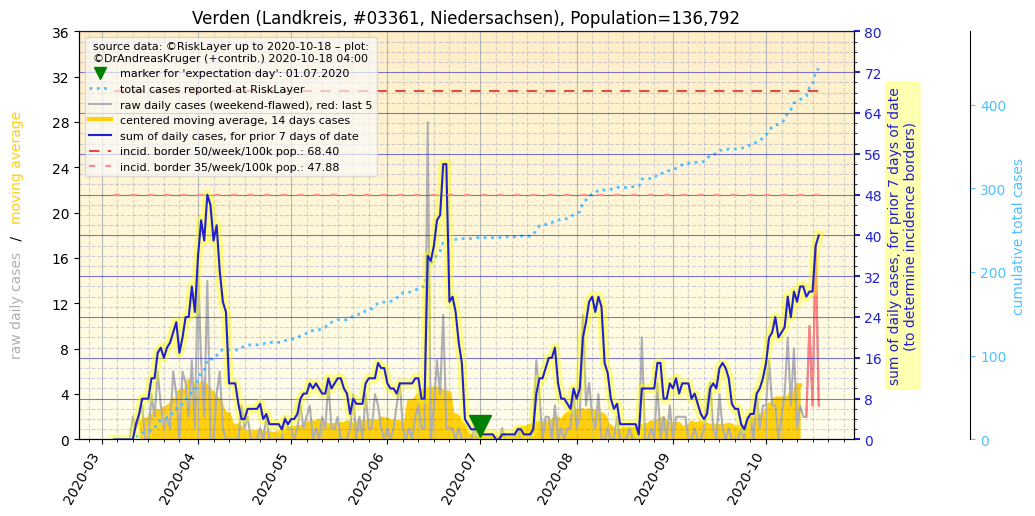 Verden (Landkreis, #03361, Niedersachsen), Population=136,792
source data: ©RiskLayer up to 2020-10-18 – plot:
©DrAndreasKruger (+contrib.) 2020-10-18 04:00
marker for 'expectation day': 01.07.2020
total cases reported at RiskLayer
raw daily cases (weekend-flawed), red: last 5
centered moving average, 14 days cases
sum of daily cases, for prior 7 days of date
incid. border 50/week/100k pop.: 68.40
incid. border 35/week/100k pop.: 47.88
raw daily cases / moving average
36
32
28
24
20
16
12
8
4
0
2020-03
2020-04
2020-05
2020-06
2020-07
2020-08
2020-09
2020-10
80
72
64
56
48
40
32
24
16
8
0
sum of daily cases, for prior 7 days of date
(to determine incidence borders)
400
300
200
100
0
cumulative total cases